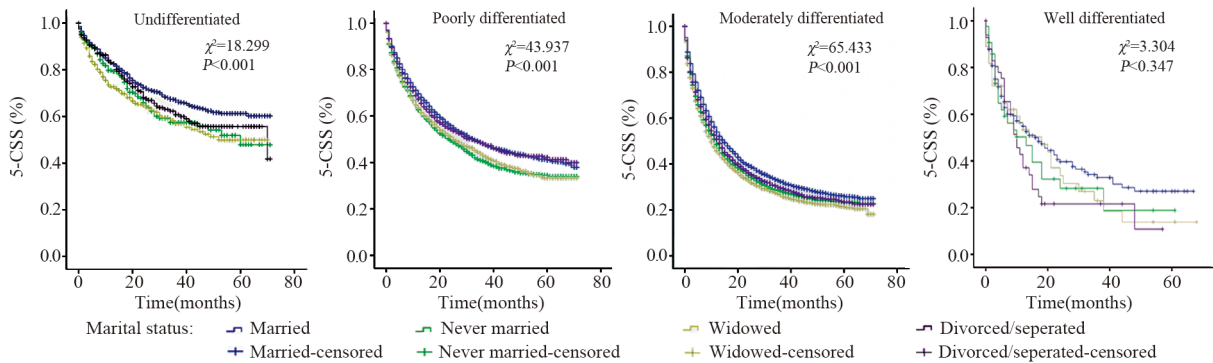 Undifferentiated
χ²=18.299
P<0.001
5-CSS (%)
1.0
0.8
0.6
0.4
0.2
0.0
0 20 40 60 80
Time(months)
Poorly differentiated
χ²=43.937
P<0.001
5-CSS (%)
1.0
0.8
0.6
0.4
0.2
0.0
0 20 40 60 80
Time(months)
Moderately differentiated
χ²=65.433
P<0.001
5-CSS (%)
1.0
0.8
0.6
0.4
0.2
0.0
0 20 40 60 80
Time(months)
Well differentiated
χ²=3.304
P<0.347
5-CSS (%)
1.0
0.8
0.6
0.4
0.2
0.0
0 20 40 60
Time(months)
Marital status: Married Never married Widowed Divorced/seperated
Married-censored Never married-censored Widowed-censored Divorced/seperated-censored